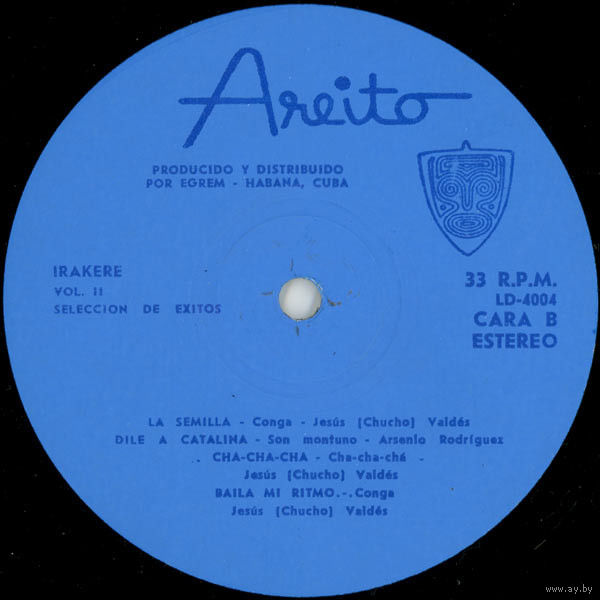 Areito
PRODUCIDO Y DISTRIBUIDO
POR EGREM - HABANA, CUBA
IRAKERE
VOL. II
SELECCION DE EXITOS
33 R.P.M.
LD-4004
CARA B
ESTEREO
LA SEMILLA - Conga - Jesús (Chucho) Valdés
DILE A CATALINA - Son montuno - Arsenio Rodríguez
. CHA-CHA-CHA - Cha-cha-chá -
Jesús (Chucho) Valdés
BAILA MI RITMO.-.Conga
Jesús (Chucho) Valdés
www.ay.by